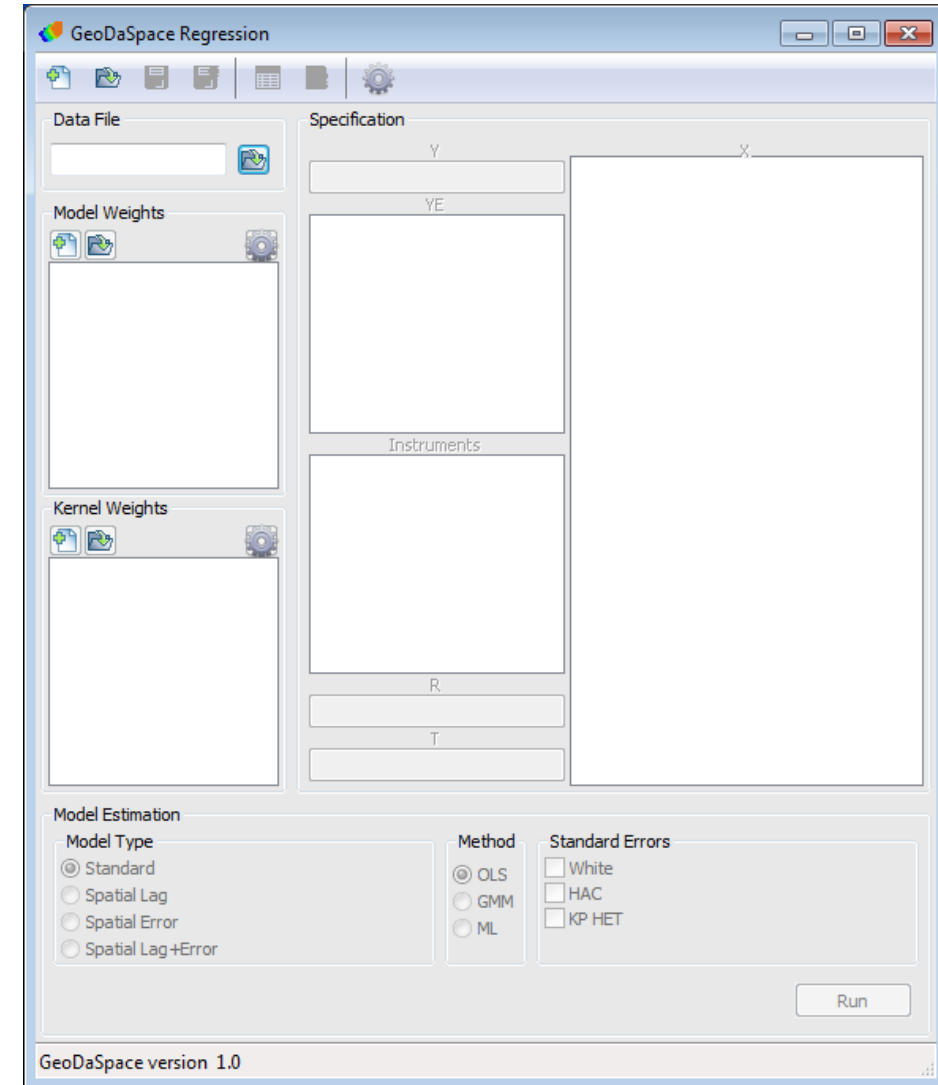 GeoDaSpace Regression
Data File
Specification
Y
X
YE
Model Weights
Instruments
Kernel Weights
R
T
Model Estimation
Model Type
Standard
Spatial Lag
Spatial Error
Spatial Lag+Error
Method
OLS
GMM
ML
Standard Errors
White
HAC
KP HET
Run
GeoDaSpace version 1.0